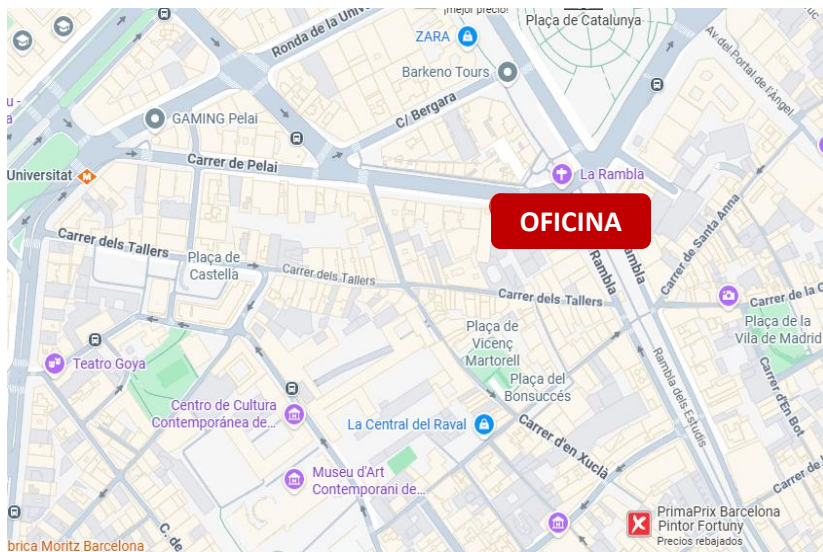 ¡mejor precio!
Plaça de Catalunya
ZARA
Ronda de la Univer
Av. del Portal de l'Àngel
Barkeno Tours
C/ Bergara
GAMING Pelai
Carrer de Pelai
Universitat
La Rambla
OFICINA
Carrer dels Tallers
Plaça de
Castella
Carrer dels Tallers
Carrer dels Tallers
La Rambla
Rambla
Carrer de Santa Anna
Carrer de la C
Plaça de la
Vila de Madrid
Plaça de
Vicenç
Martorell
Plaça del
Bonsuccés
Rambla dels Estudis
Carrer d'En Bot
Teatro Goya
Centro de Cultura
Contemporánea de...
La Central del Raval
Carrer d'en Xuclà
Carrer de
Museu d'Art
Contemporani de...
PrimaPrix Barcelona
Pintor Fortuny
Precios rebajados
C. de
brica Moritz Barcelona